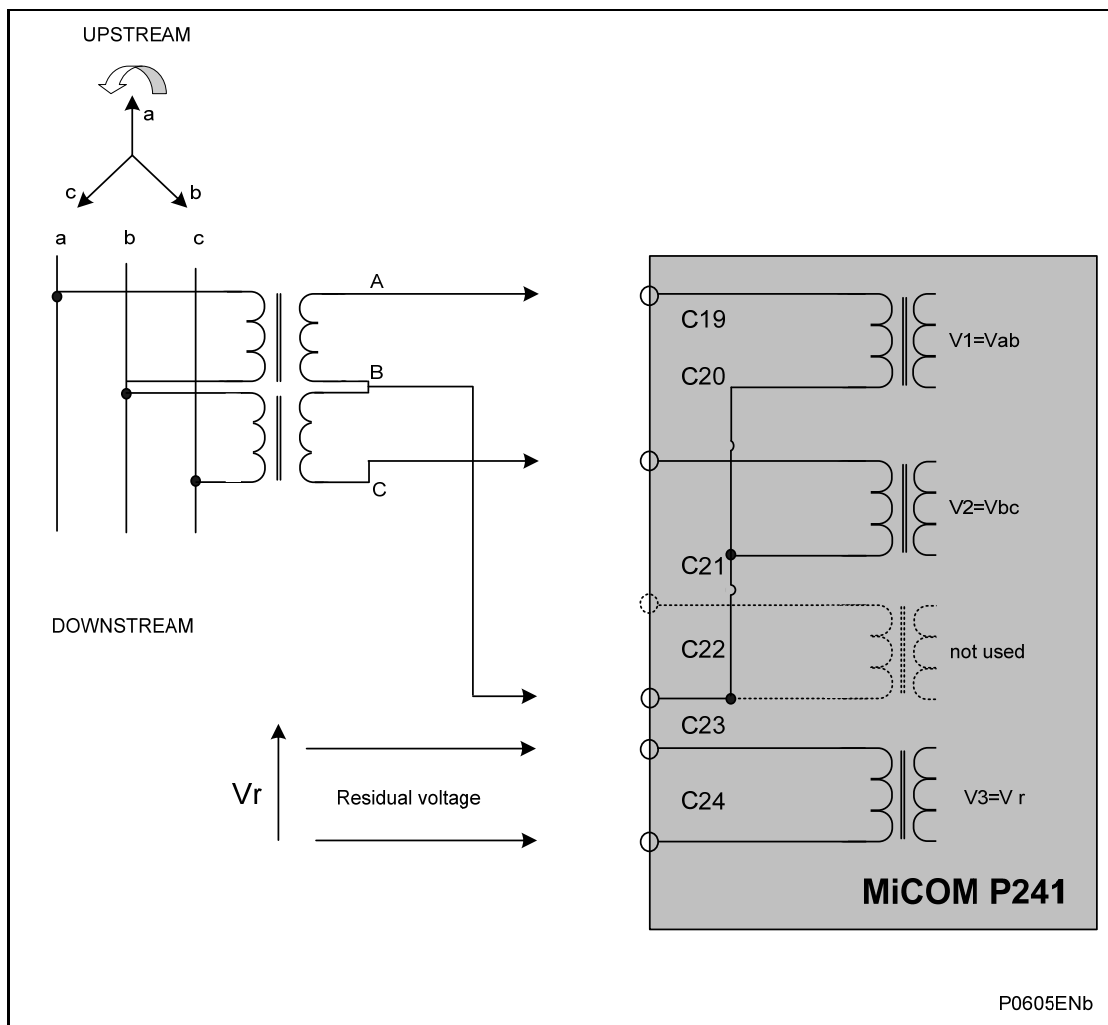 UPSTREAM
a
c
b
a b c
A
B
C
C19
V1=Vab
C20
V2=Vbc
C21
DOWNSTREAM
C22
not used
C23
Vr
Residual voltage
C24
V3=V r
MiCOM P241
P0605ENb